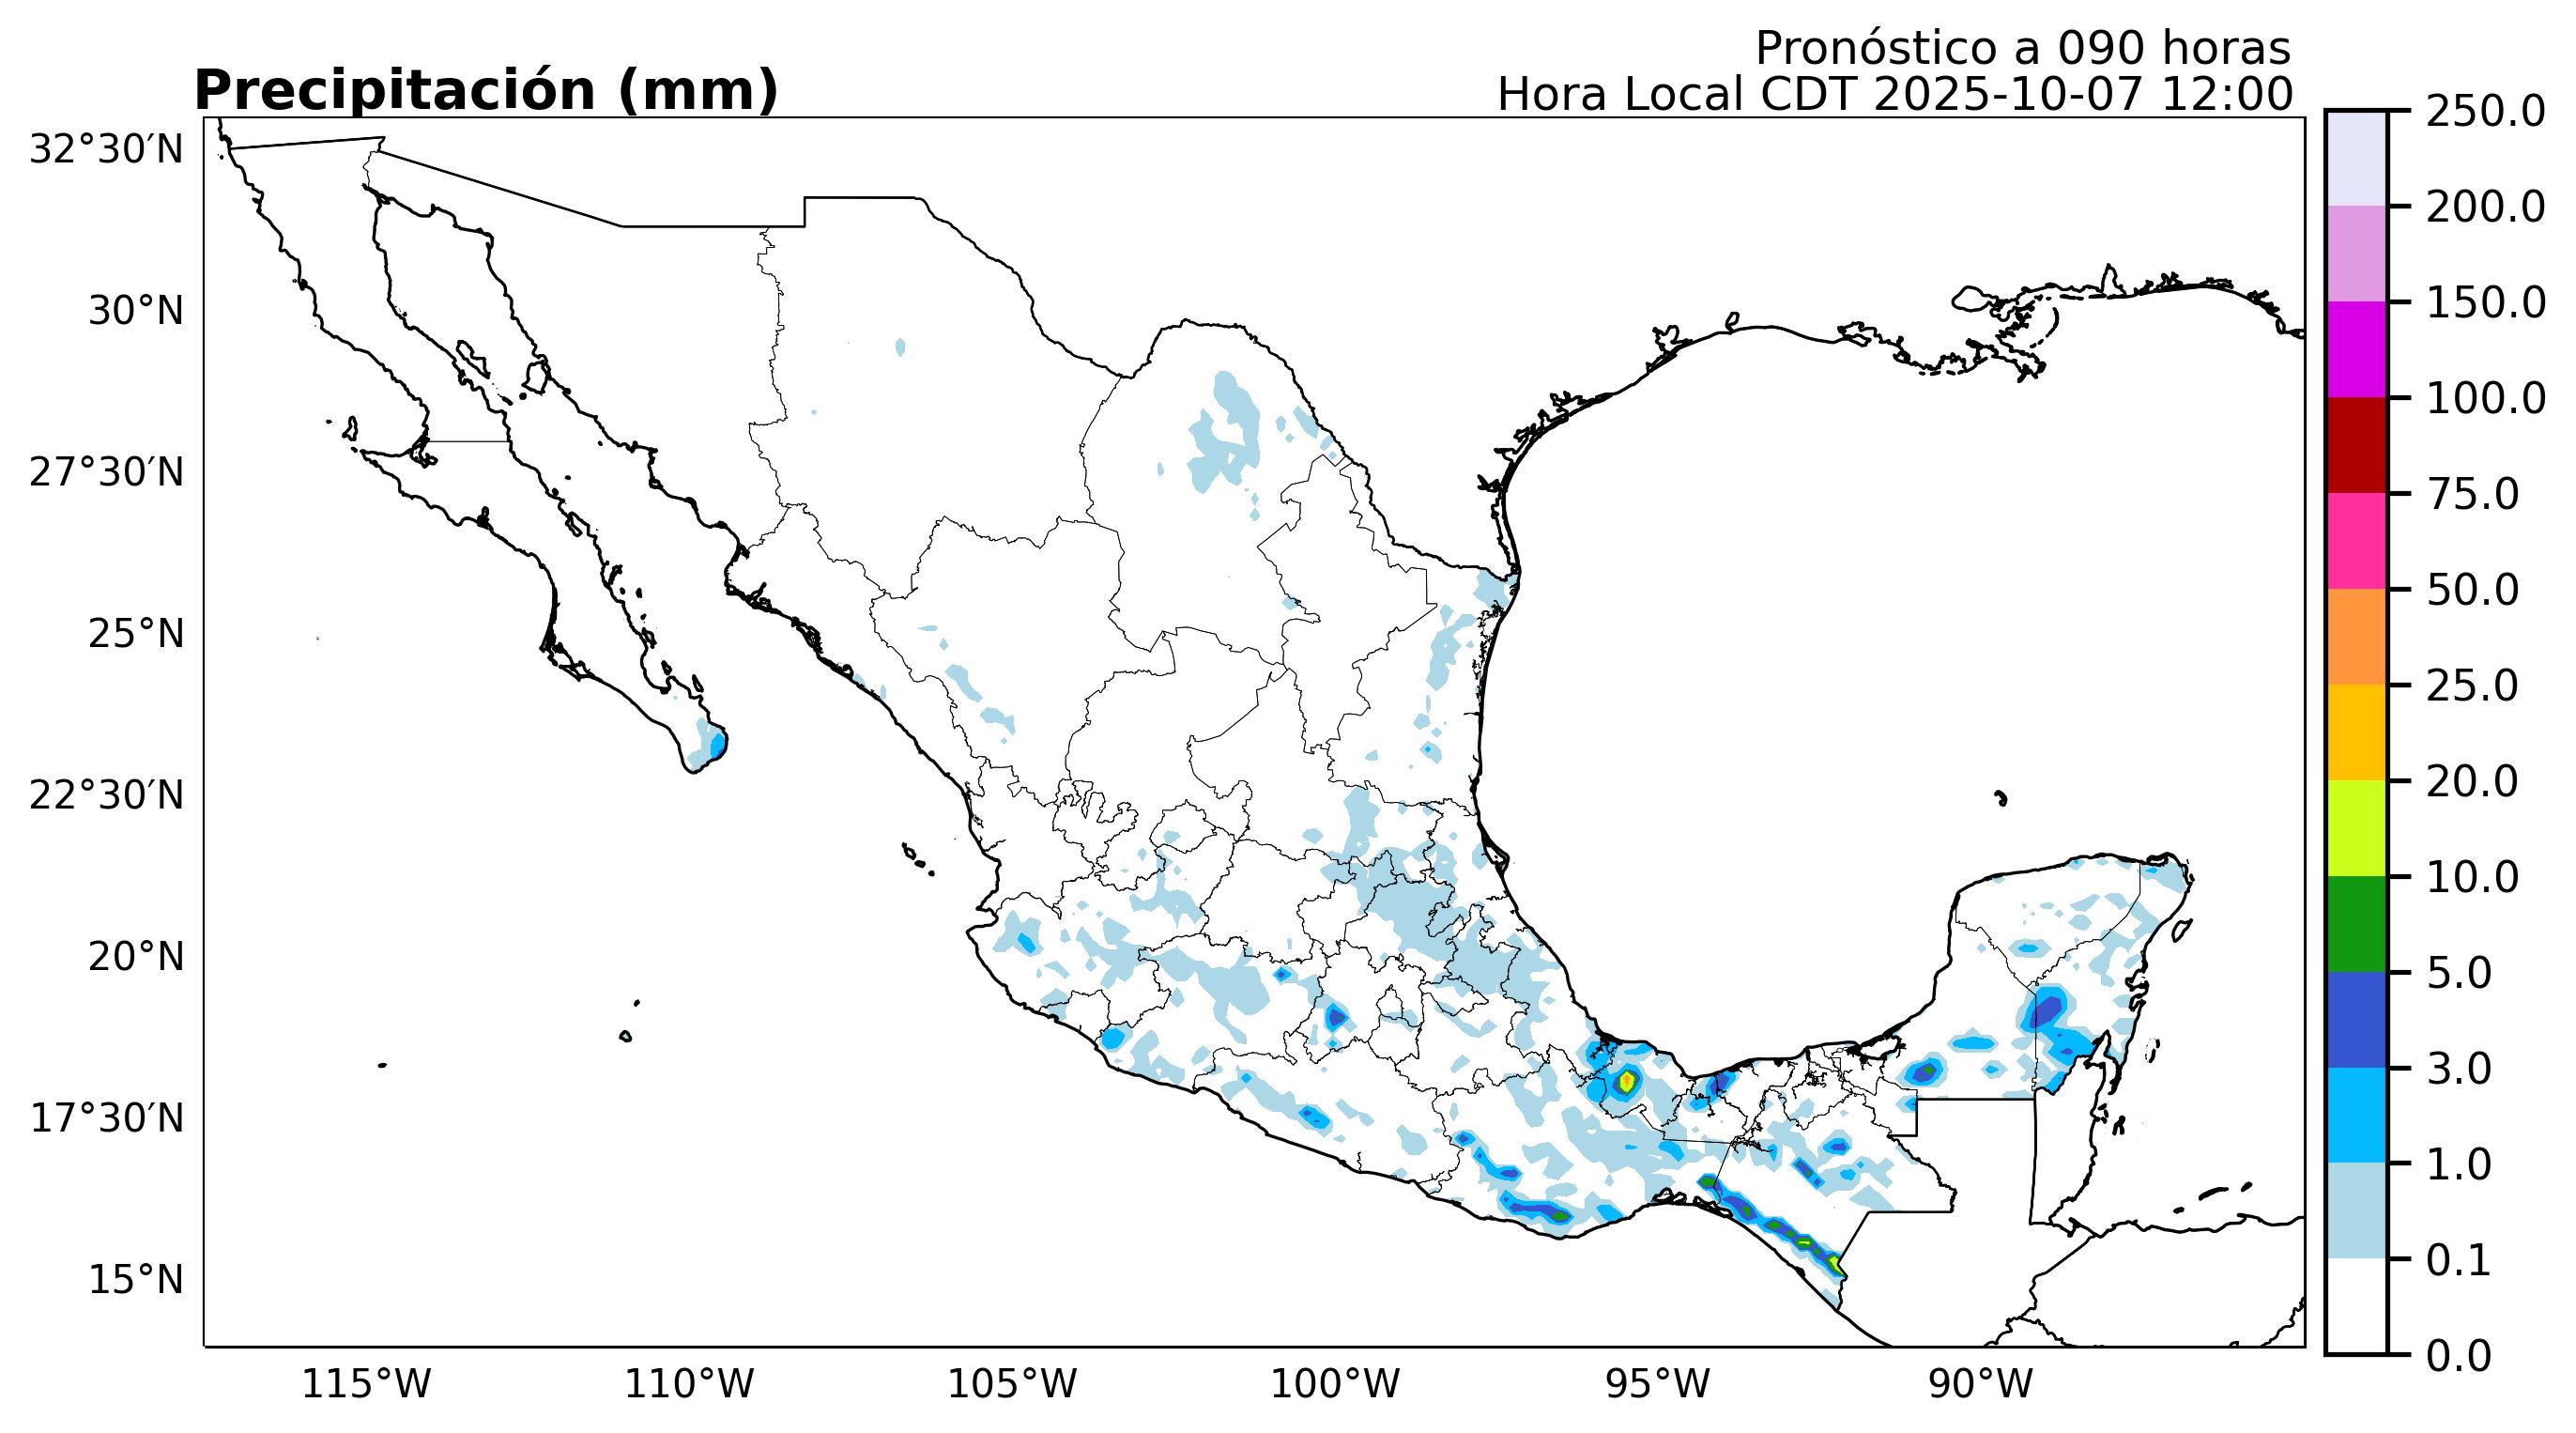 Pronóstico a 090 horas
Precipitación (mm)
Hora Local CDT 2025-10-07 12:00
32°30′N
30°N
27°30′N
25°N
22°30′N
20°N
17°30′N
15°N
115°W
110°W
105°W
100°W
95°W
90°W
250.0
200.0
150.0
100.0
75.0
50.0
25.0
20.0
10.0
5.0
3.0
1.0
0.1
0.0